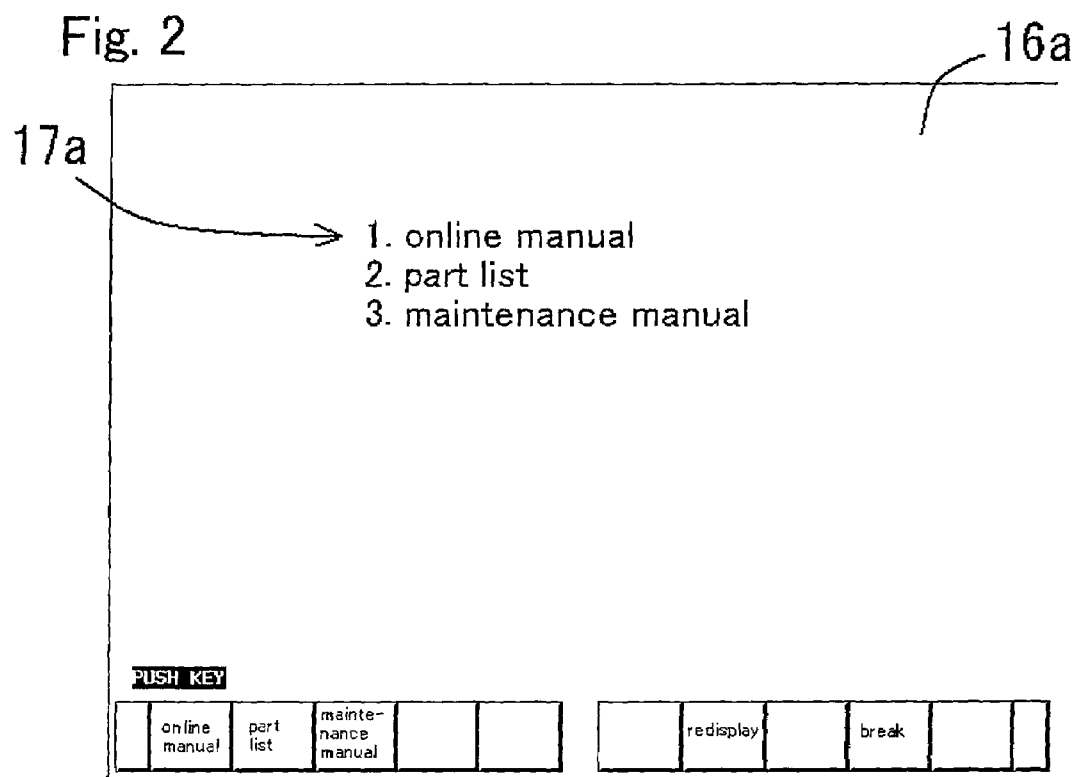 Fig. 2
16a
17a
1. online manual
2. part list
3. maintenance manual
PUSH KEY
online
manual
part
list
mainte-
nance
manual
redisplay
break